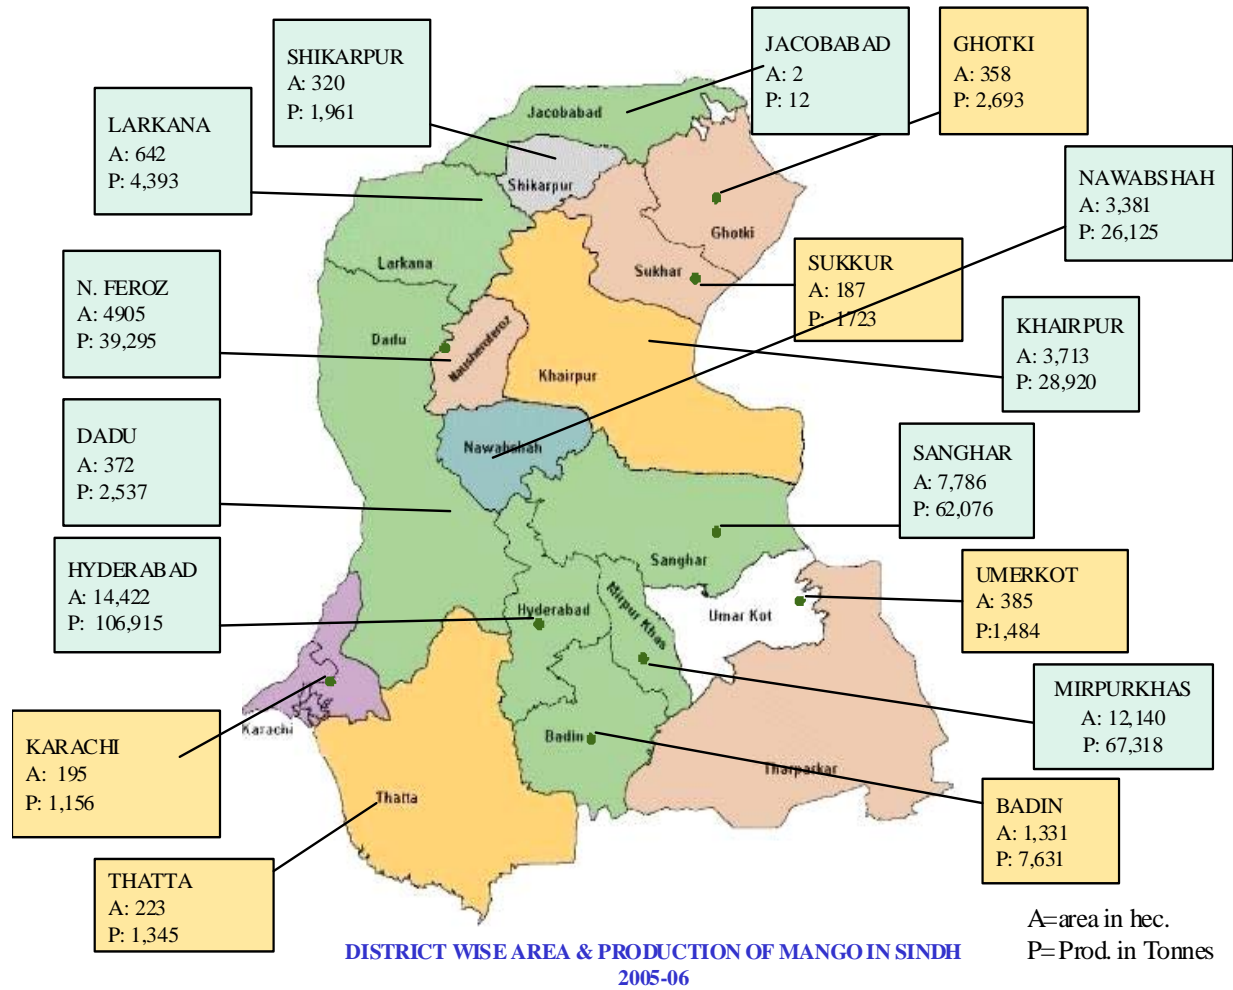 SHIKARPUR
A: 320
P: 1,961
JACOBABAD
A: 2
P: 12
GHOTKI
A: 358
P: 2,693
LARKANA
A: 642
P: 4,393
NAWABSHAH
A: 3,381
P: 26,125
N. FEROZ
A: 4905
P: 39,295
SUKKUR
A: 187
P: 1723
KHAIRPUR
A: 3,713
P: 28,920
DADU
A: 372
P: 2,537
SANGHAR
A: 7,786
P: 62,076
HYDERABAD
A: 14,422
P: 106,915
UMERKOT
A: 385
P:1,484
MIRPURKHAS
A: 12,140
P: 67,318
KARACHI
A: 195
P: 1,156
BADIN
A: 1,331
P: 7,631
THATTA
A: 223
P: 1,345
Jacobabad
Shikarpur
Ghotki
Larkana
Sukhar
Dadu
Nausheroferoz
Khairpur
Nawabshah
Sanghar
Hyderabad
Mirpur Khas
Umar Kot
Karachi
Badin
Tharparkar
Thatta
A=area in hec.
P=Prod. in Tonnes
DISTRICT WISE AREA & PRODUCTION OF MANGO IN SINDH
2005-06